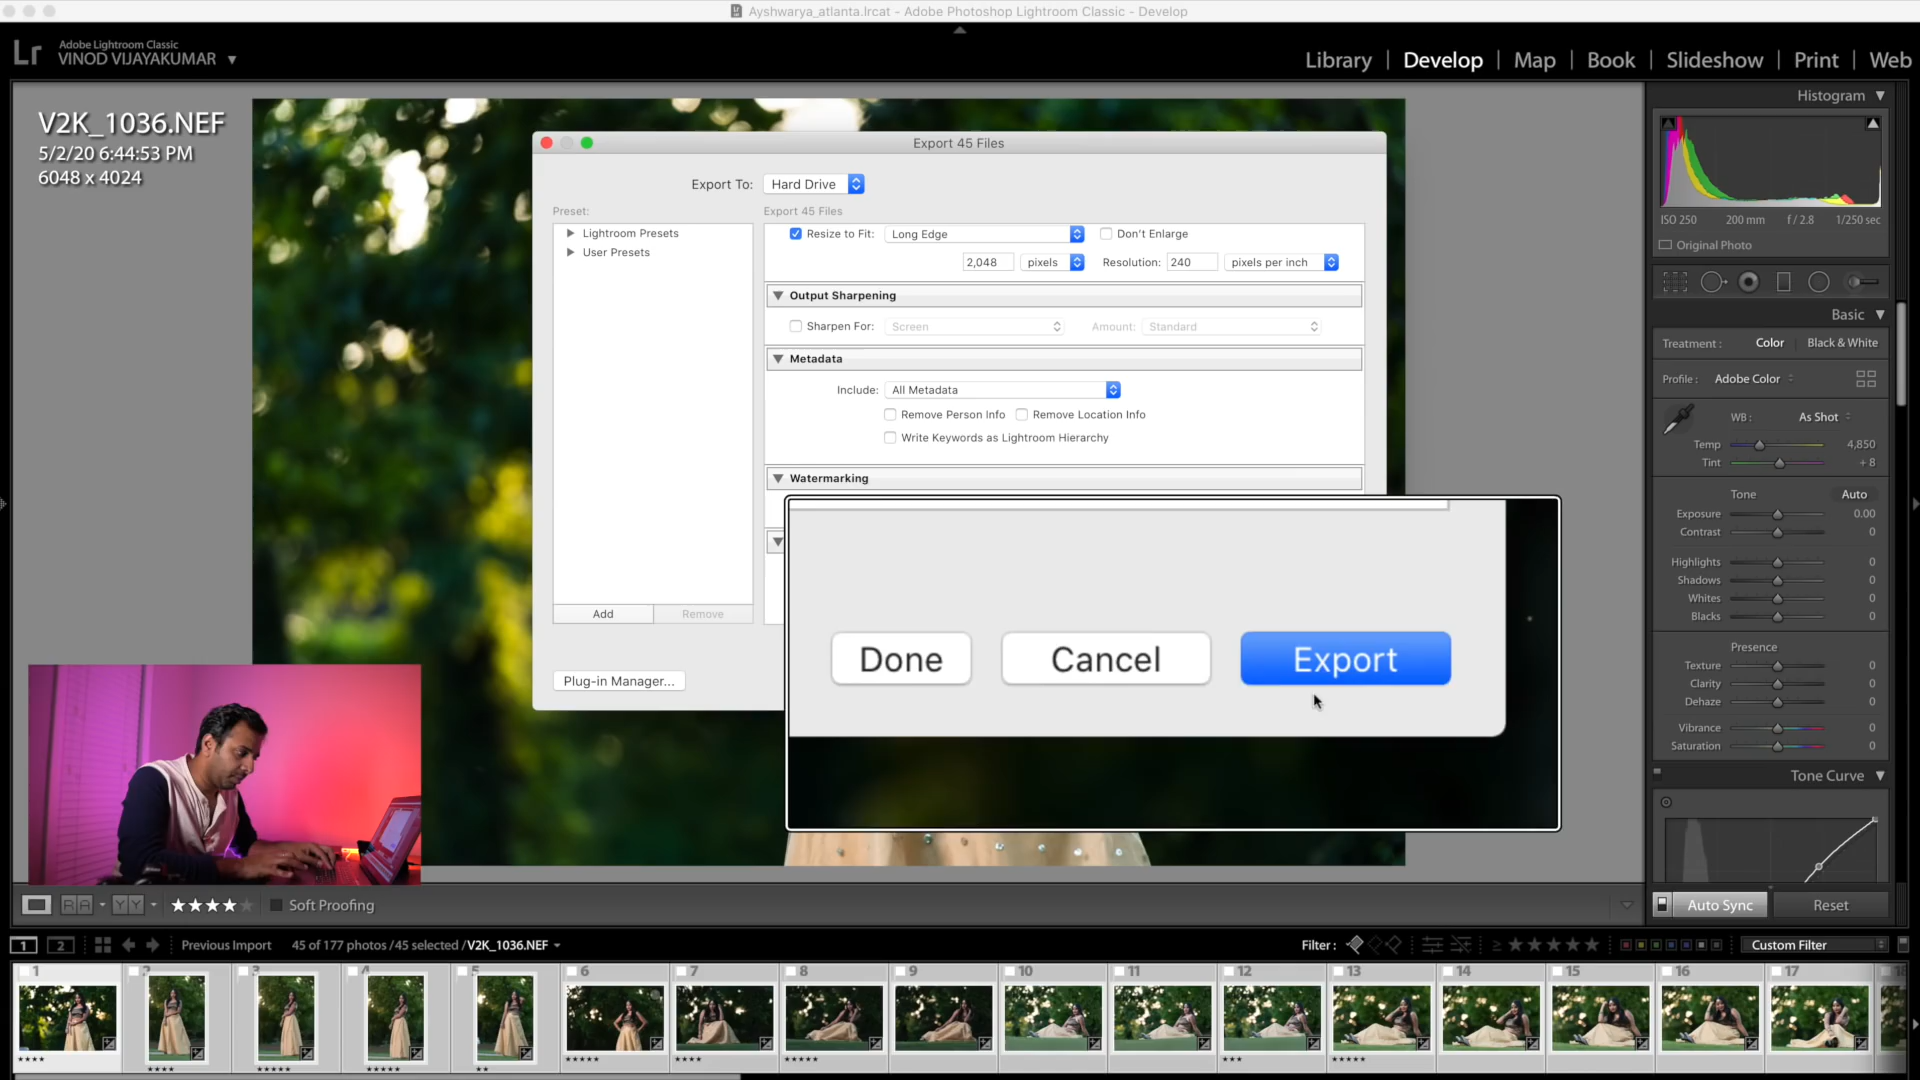 Ayshwarya_atlanta.lrcat - Adobe Photoshop Lightroom Classic - Develop
Lr
Adobe Lightroom Classic
VINOD VIJAYAKUMAR
Library | Develop | Map | Book | Slideshow | Print | Web
V2K_1036.NEF
5/2/20 6:44:53 PM
6048 x 4024
Export 45 Files
Export To: Hard Drive
Preset:
Lightroom Presets
User Presets
Add Remove
Plug-in Manager...
Export 45 Files
Resize to Fit: Long Edge Don't Enlarge
2,048 pixels Resolution: 240 pixels per inch
Output Sharpening
Sharpen For: Screen Amount: Standard
Metadata
Include: All Metadata
Remove Person Info Remove Location Info
Write Keywords as Lightroom Hierarchy
Watermarking
Done Cancel Export
Histogram
ISO 250 200 mm f / 2.8 1/250 sec
Original Photo
Basic
Treatment : Color Black & White
Profile : Adobe Color
WB : As Shot
Temp 4,850
Tint + 8
Tone Auto
Exposure 0.00
Contrast 0
Highlights 0
Shadows 0
Whites 0
Blacks 0
Presence
Texture 0
Clarity 0
Dehaze 0
Vibrance 0
Saturation 0
Tone Curve
RA YY Soft Proofing
Auto Sync Reset
1 2 Previous Import 45 of 177 photos /45 selected /V2K_1036.NEF Filter : ≥ Custom Filter
1 2 3 4 5 6 7 8 9 10 11 12 13 14 15 16 17 18